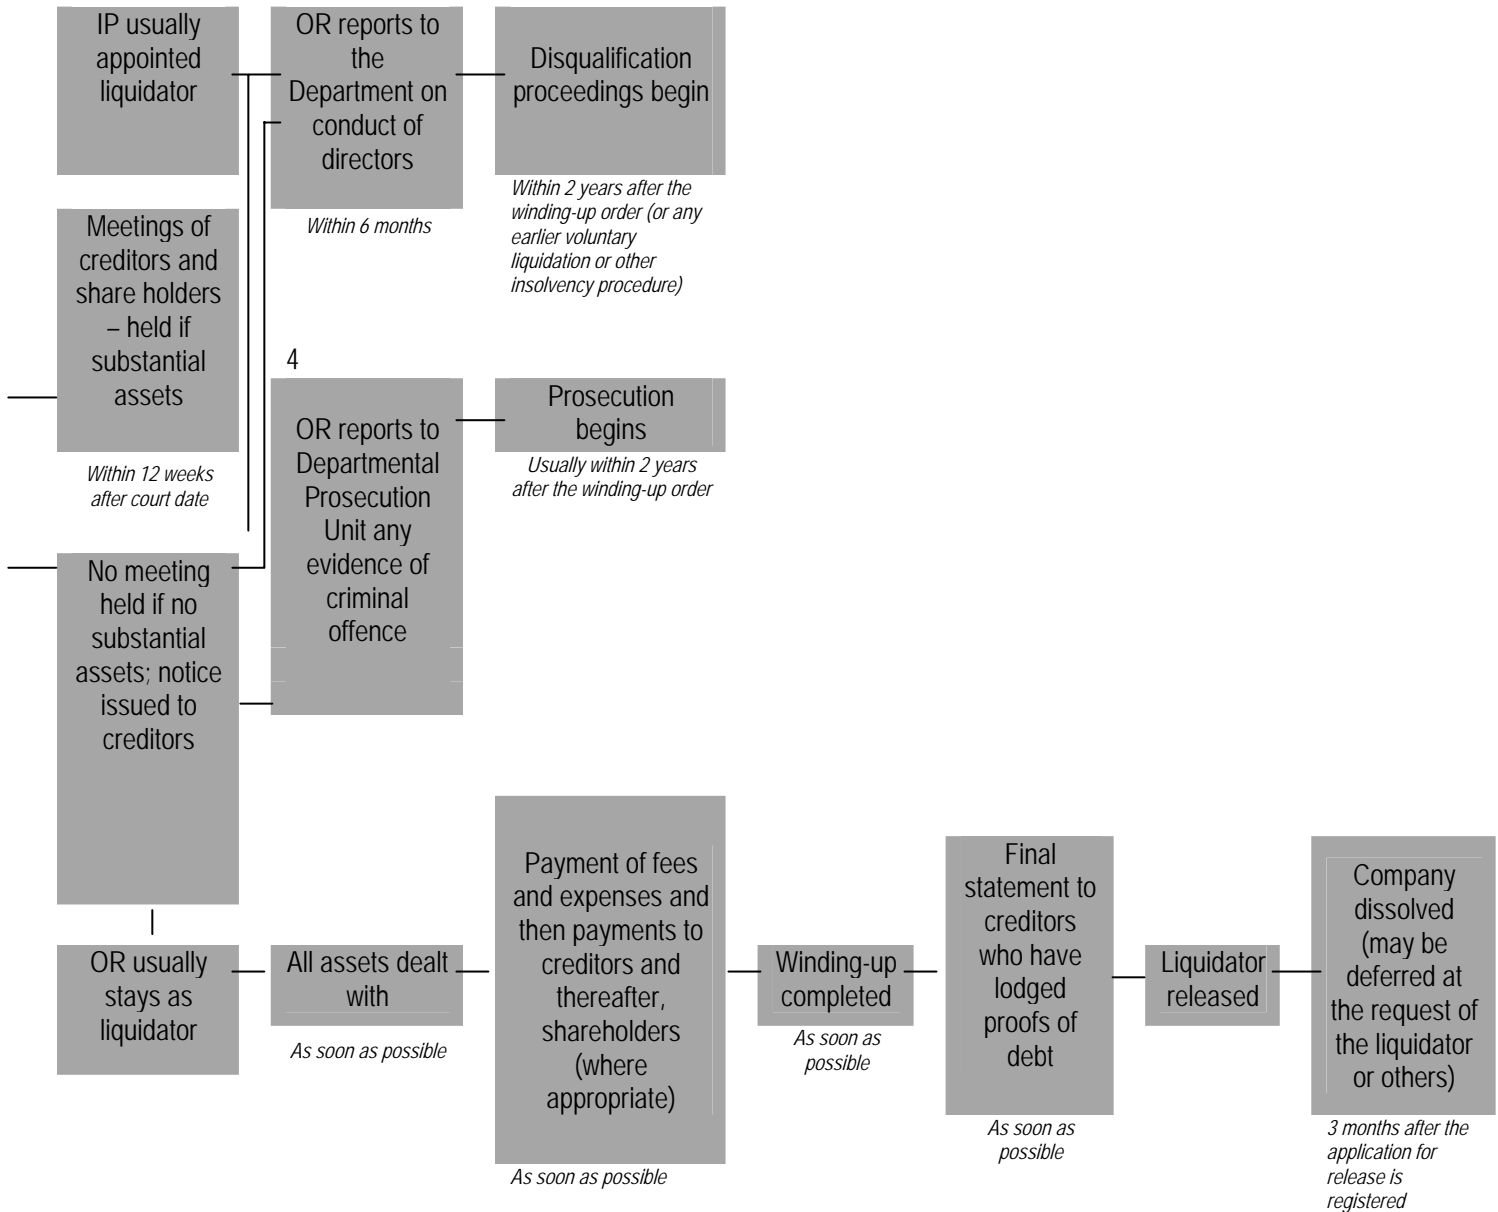 IP usually
appointed
liquidator
OR reports to
the
Department on
conduct of
directors
Within 6 months
Disqualification
proceedings begin
Within 2 years after the
winding-up order (or any
earlier voluntary
liquidation or other
insolvency procedure)
Meetings of
creditors and
share holders
– held if
substantial
assets
Within 12 weeks
after court date
4
OR reports to
Departmental
Prosecution
Unit any
evidence of
criminal
offence
Prosecution
begins
Usually within 2 years
after the winding-up order
No meeting
held if no
substantial
assets; notice
issued to
creditors
OR usually
stays as
liquidator
All assets dealt
with
As soon as possible
Payment of fees
and expenses and
then payments to
creditors and
thereafter,
shareholders
(where
appropriate)
As soon as possible
Winding-up
completed
As soon as
possible
Final
statement to
creditors
who have
lodged
proofs of
debt
As soon as
possible
Liquidator
released
Company
dissolved
(may be
deferred at
the request of
the liquidator
or others)
3 months after the
application for
release is
registered